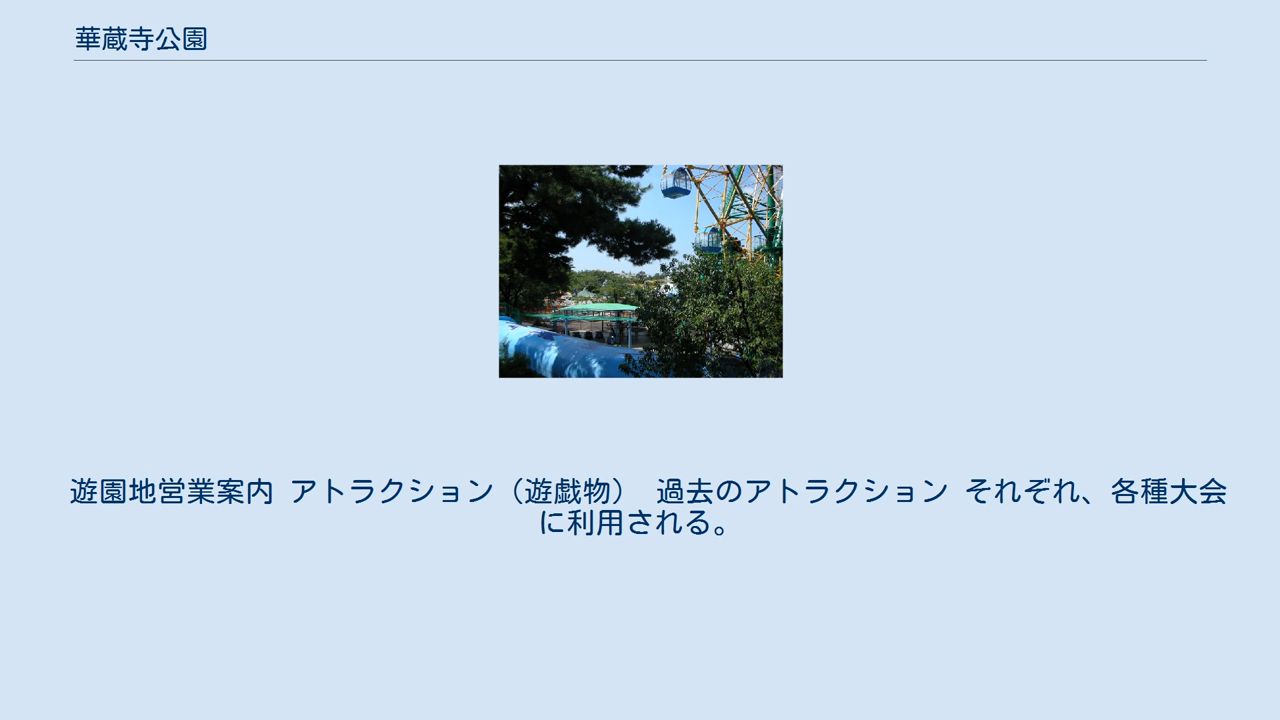 華蔵寺公園
遊園地営業案内 アトラクション（遊戯物） 過去のアトラクション それぞれ、各種大会
に利用される。